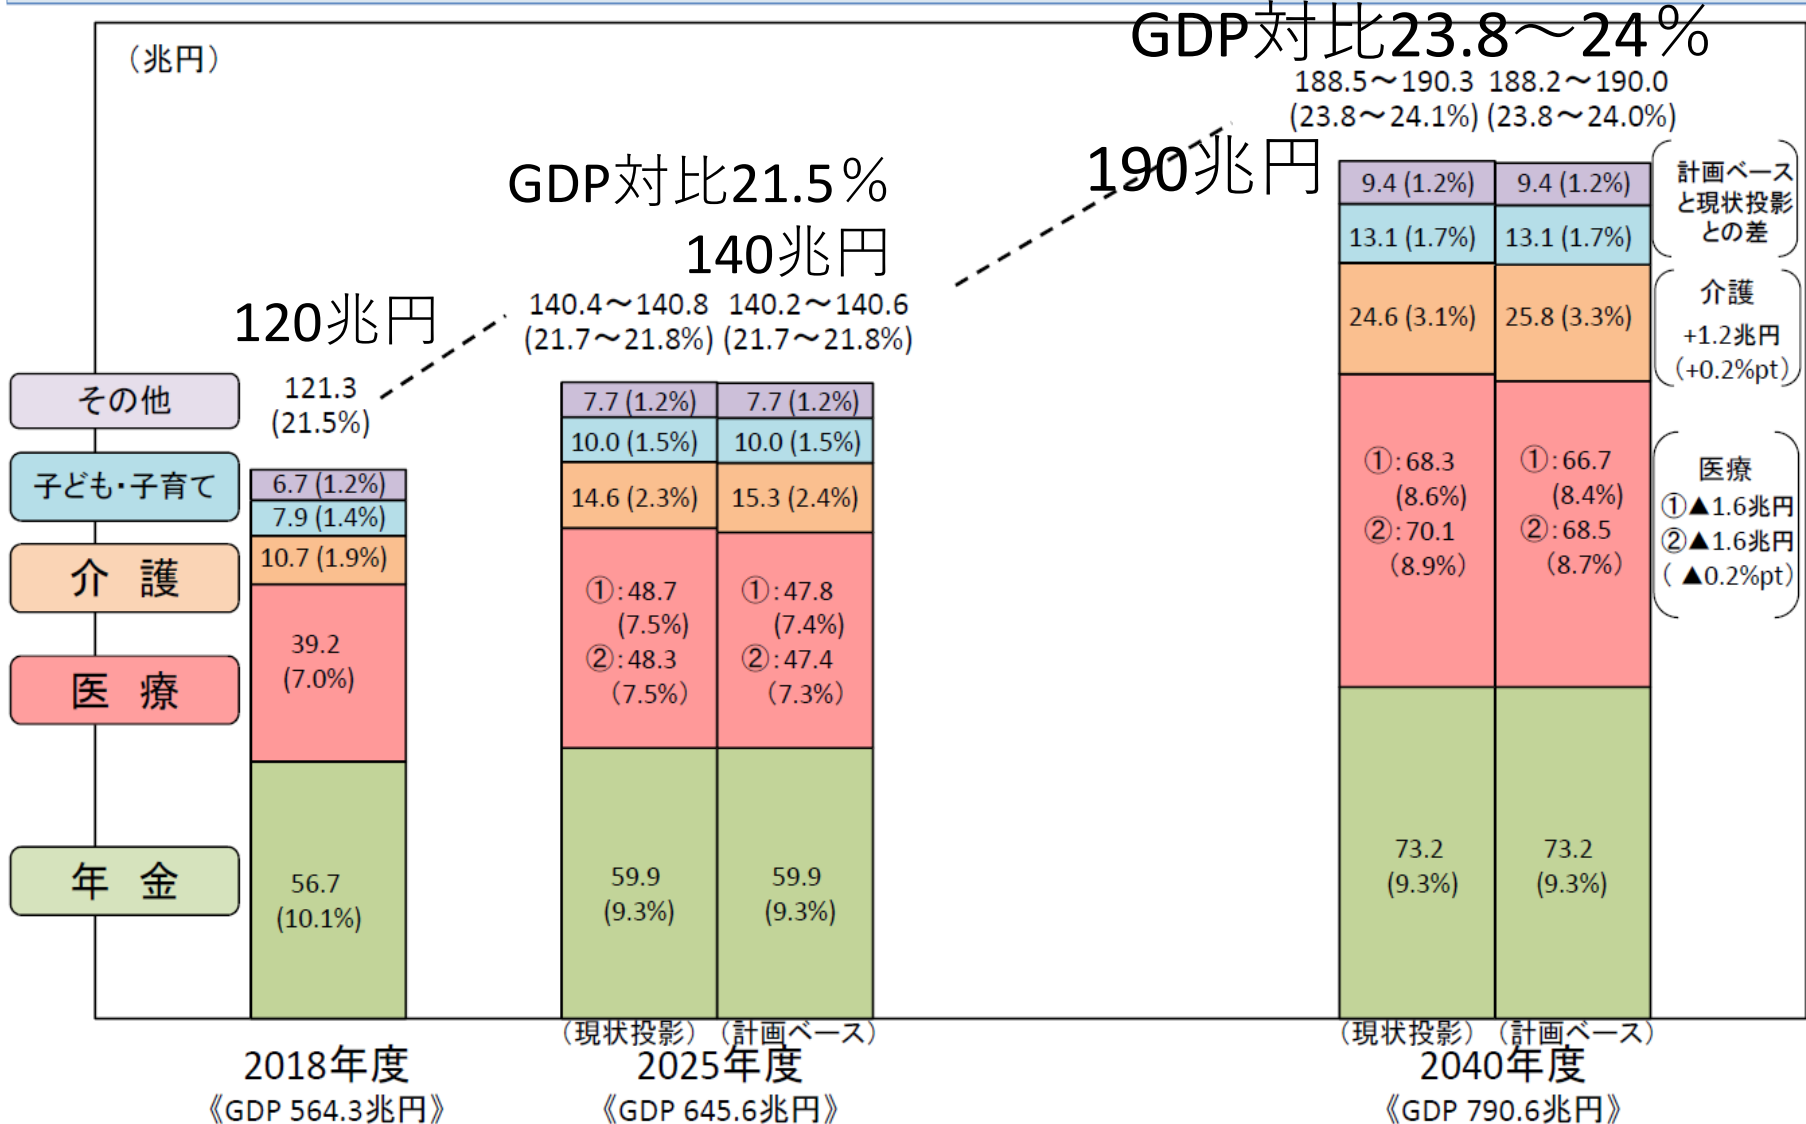 GDP対比23.8～24％
（兆円）
188.5～190.3 188.2～190.0
(23.8～24.1%) (23.8～24.0%)
190兆円
GDP対比21.5％
140兆円
140.4～140.8 140.2～140.6
(21.7～21.8%) (21.7～21.8%)
120兆円
121.3
(21.5%)
その他
子ども・子育て
介 護
医 療
年 金
6.7 (1.2%)
7.9 (1.4%)
10.7 (1.9%)
39.2
(7.0%)
56.7
(10.1%)
7.7 (1.2%)
10.0 (1.5%)
14.6 (2.3%)
①:48.7
(7.5%)
②:48.3
(7.5%)
59.9
(9.3%)
7.7 (1.2%)
10.0 (1.5%)
15.3 (2.4%)
①:47.8
(7.4%)
②:47.4
(7.3%)
59.9
(9.3%)
9.4 (1.2%)
13.1 (1.7%)
24.6 (3.1%)
①:68.3
(8.6%)
②:70.1
(8.9%)
73.2
(9.3%)
9.4 (1.2%)
13.1 (1.7%)
25.8 (3.3%)
①:66.7
(8.4%)
②:68.5
(8.7%)
73.2
(9.3%)
計画ベース
と現状投影
との差
介護
+1.2兆円
(+0.2%pt)
医療
①▲1.6兆円
②▲1.6兆円
( ▲0.2%pt)
（現状投影）（計画ベース）
（現状投影）（計画ベース）
2018年度
2025年度
2040年度
《GDP 564.3兆円》
《GDP 645.6兆円》
《GDP 790.6兆円》